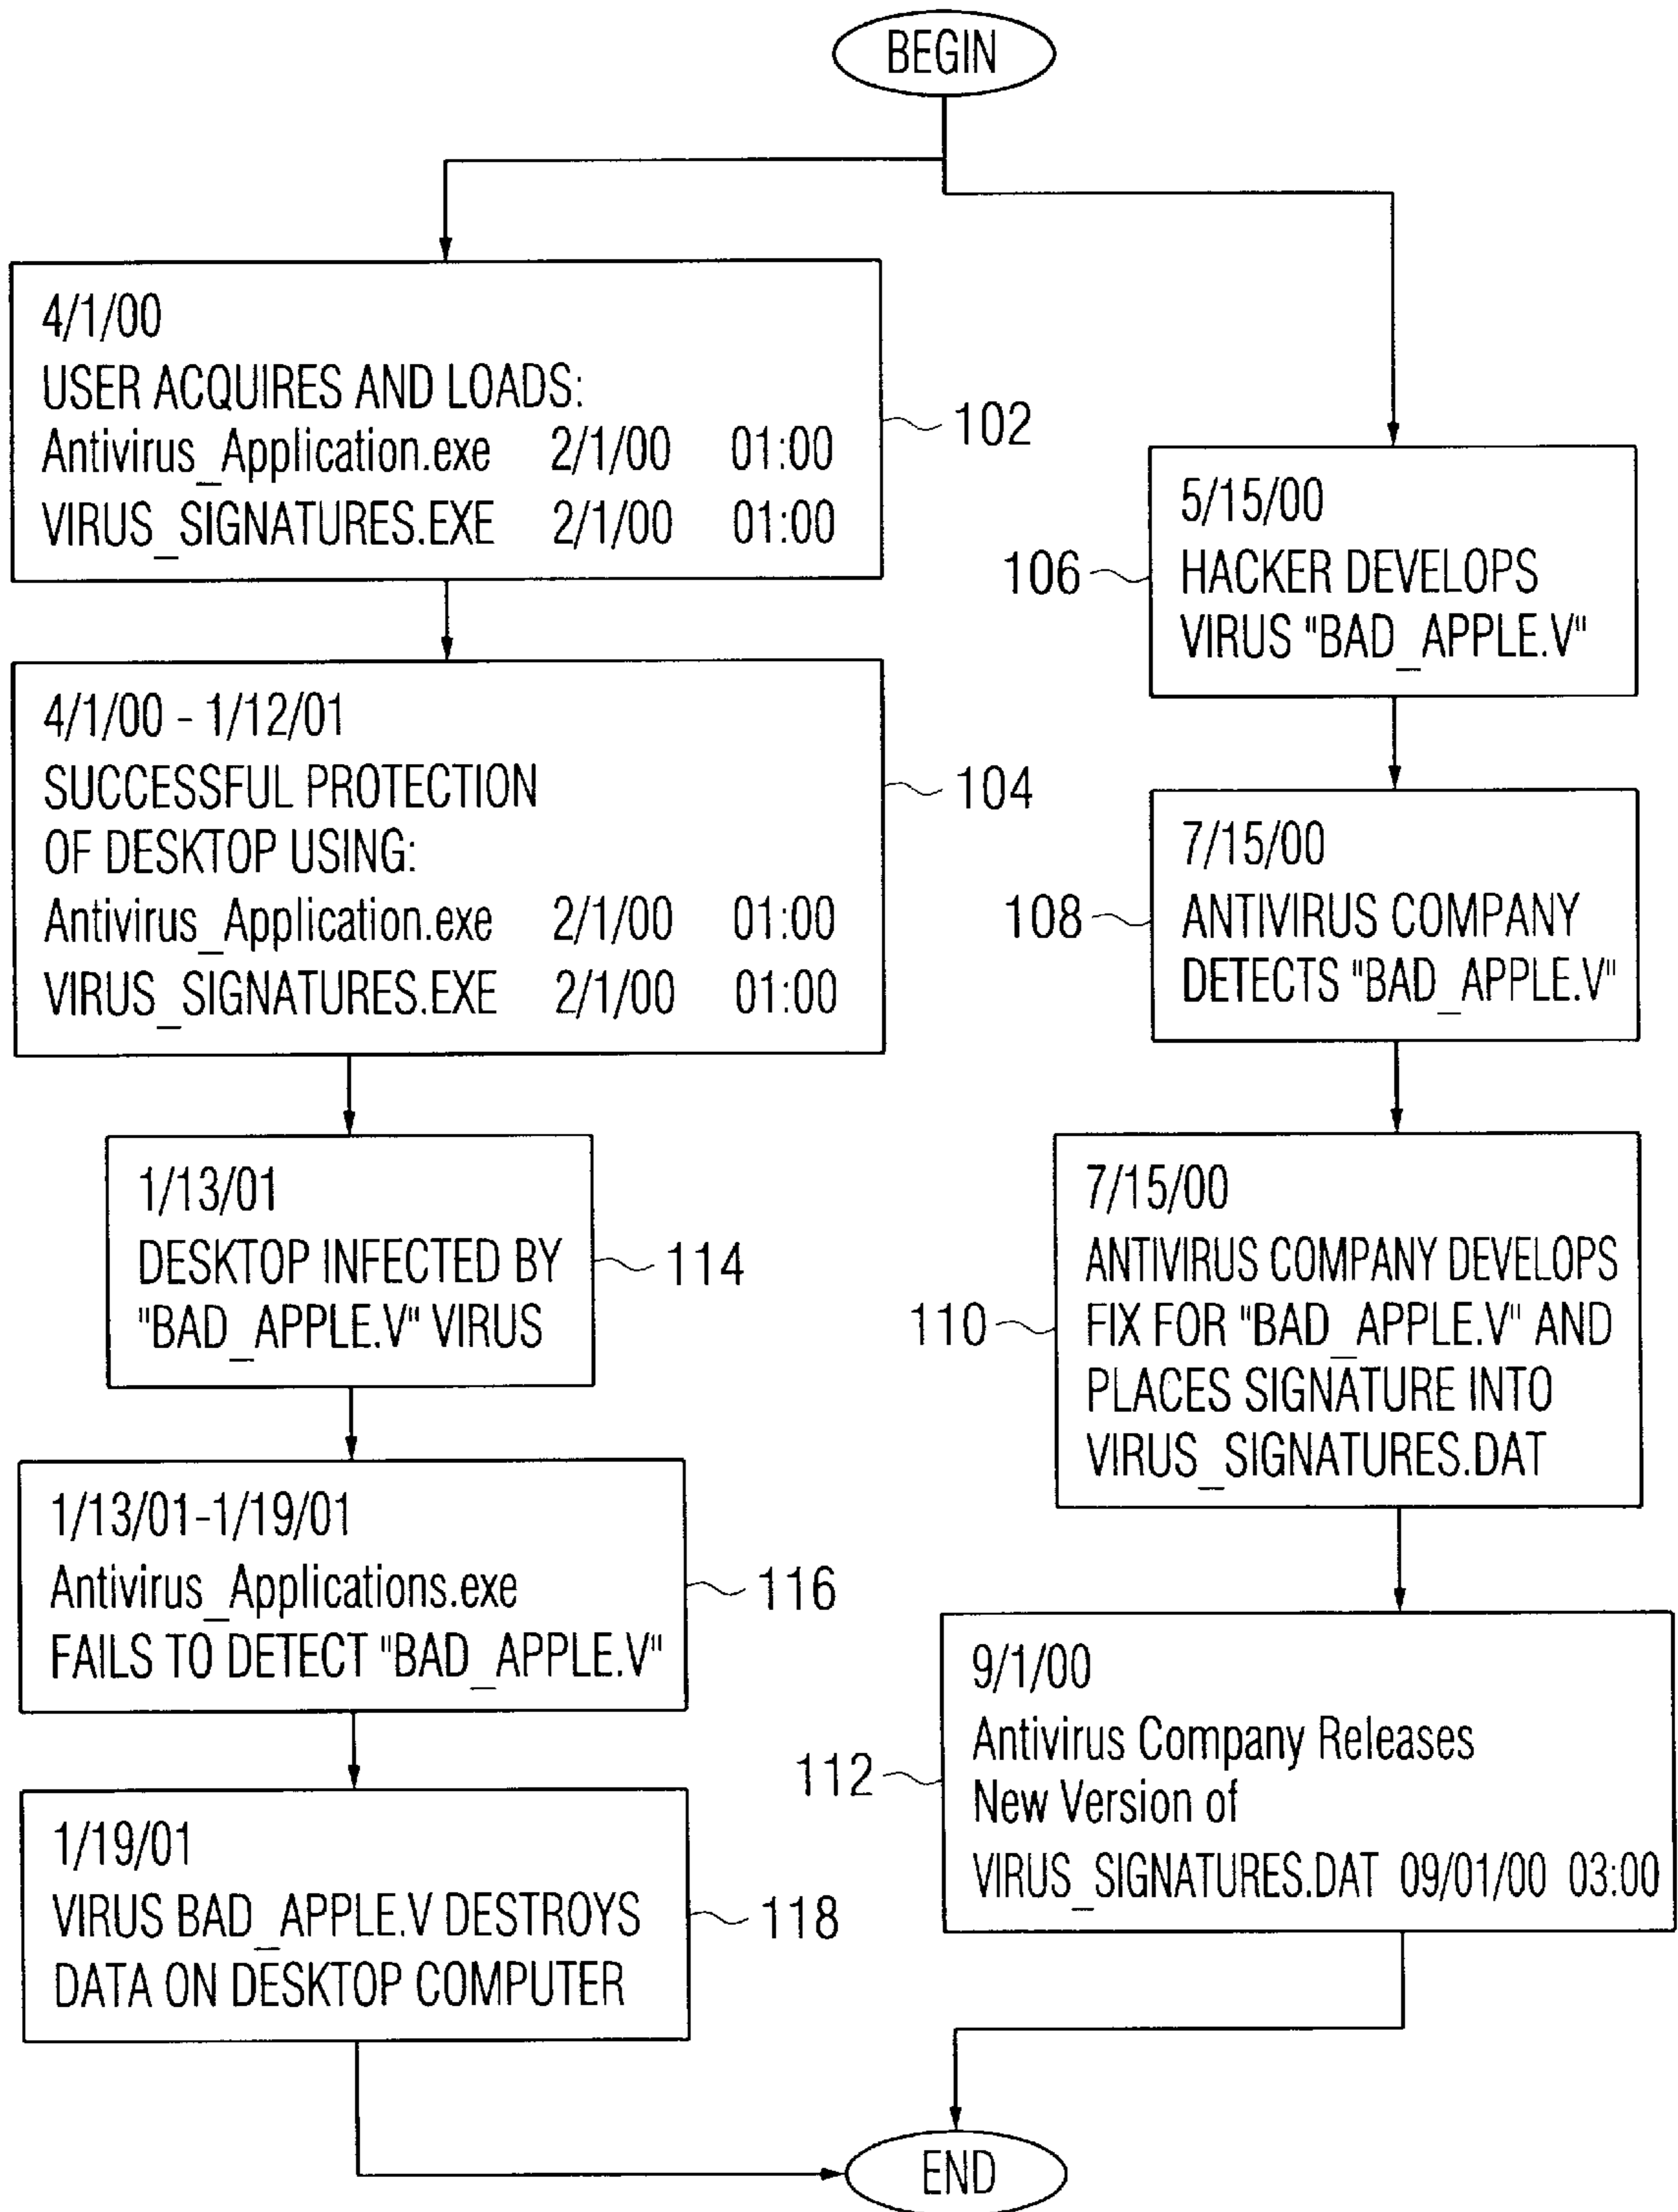 BEGIN
4/1/00
USER ACQUIRES AND LOADS:
Antivirus_Application.exe 2/1/00 01:00
VIRUS_SIGNATURES.EXE 2/1/00 01:00
102
4/1/00 - 1/12/01
SUCCESSFUL PROTECTION
OF DESKTOP USING:
Antivirus_Application.exe 2/1/00 01:00
VIRUS_SIGNATURES.EXE 2/1/00 01:00
104
1/13/01
DESKTOP INFECTED BY
"BAD_APPLE.V" VIRUS
114
1/13/01-1/19/01
Antivirus_Applications.exe
FAILS TO DETECT "BAD_APPLE.V"
116
1/19/01
VIRUS BAD_APPLE.V DESTROYS
DATA ON DESKTOP COMPUTER
118
106
5/15/00
HACKER DEVELOPS
VIRUS "BAD_APPLE.V"
108
7/15/00
ANTIVIRUS COMPANY
DETECTS "BAD_APPLE.V"
110
7/15/00
ANTIVIRUS COMPANY DEVELOPS
FIX FOR "BAD_APPLE.V" AND
PLACES SIGNATURE INTO
VIRUS_SIGNATURES.DAT
112
9/1/00
Antivirus Company Releases
New Version of
VIRUS_SIGNATURES.DAT 09/01/00 03:00
END